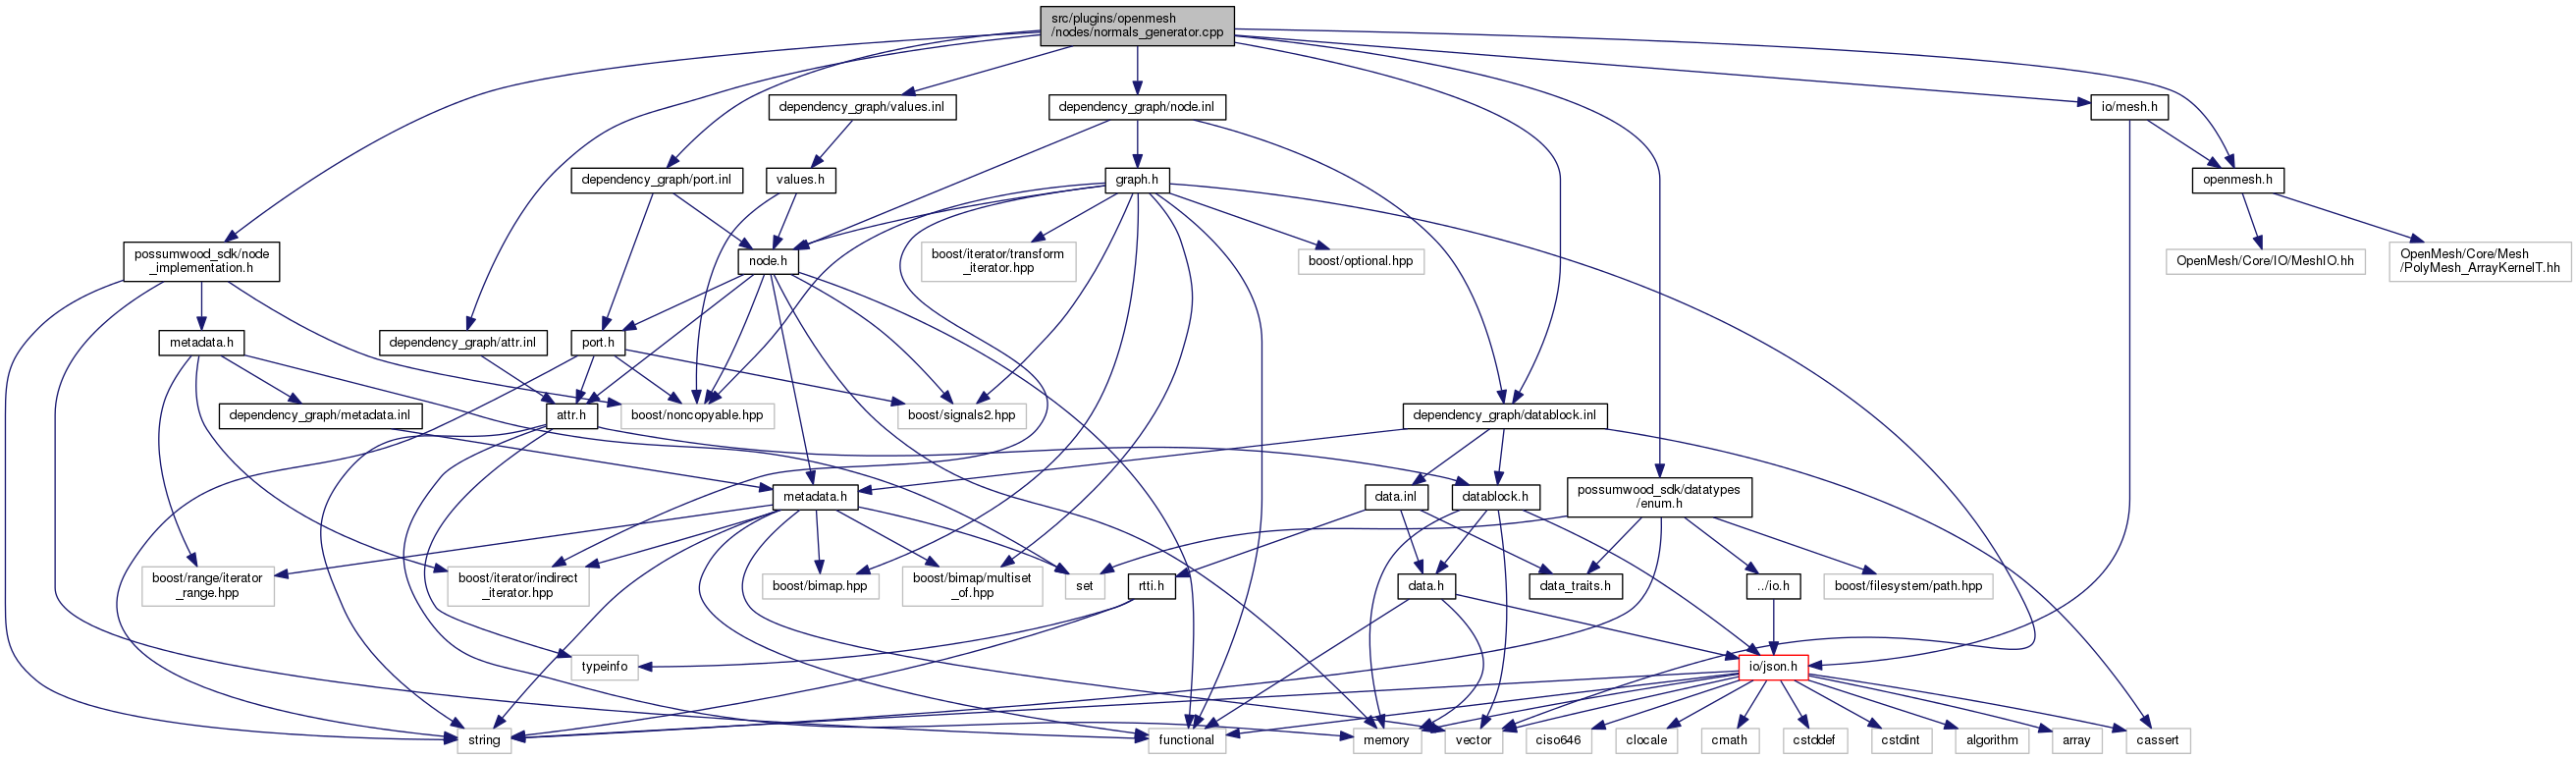 src/plugins/openmesh
/nodes/normals_generator.cpp
dependency_graph/values.inl
dependency_graph/node.inl
io/mesh.h
dependency_graph/port.inl
values.h
graph.h
openmesh.h
possumwood_sdk/node
_implementation.h
node.h
boost/iterator/transform
_iterator.hpp
boost/optional.hpp
OpenMesh/Core/IO/MeshIO.hh
OpenMesh/Core/Mesh
/PolyMesh_ArrayKernelT.hh
metadata.h
dependency_graph/attr.inl
port.h
dependency_graph/metadata.inl
attr.h
boost/noncopyable.hpp
boost/signals2.hpp
dependency_graph/datablock.inl
metadata.h
data.inl
datablock.h
possumwood_sdk/datatypes
/enum.h
boost/range/iterator
_range.hpp
boost/iterator/indirect
_iterator.hpp
boost/bimap.hpp
boost/bimap/multiset
_of.hpp
set
rtti.h
data.h
data_traits.h
../io.h
boost/filesystem/path.hpp
typeinfo
io/json.h
string
functional
memory
vector
ciso646
clocale
cmath
cstddef
cstdint
algorithm
array
cassert